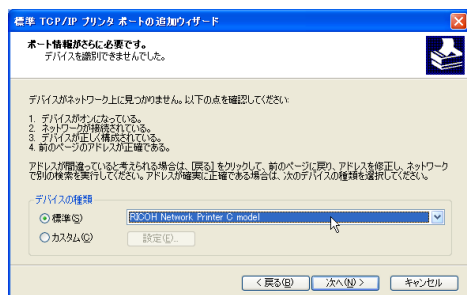 標準 TCP/IP プリンタ ポートの追加ウィザード
ポート情報がさらに必要です。
デバイスを識別できませんでした。
デバイスがネットワーク上に見つかりません。以下の点を確認してください:
1. デバイスがオンになっている。
2. ネットワークが接続されている。
3. デバイスが正しく構成されている。
4. 前のページのアドレスが正確である。
アドレスが間違っていると考えられる場合は、[戻る] をクリックして、前のページに戻り、アドレスを修正し、ネットワーク
で別の検索を実行してください。アドレスが確実に正確である場合は、次のデバイスの種類を選択してください。
デバイスの種類
標準(S) RICOH Network Printer C model
カスタム(C) 設定(E)...
< 戻る(B) 次へ(N) > キャンセル